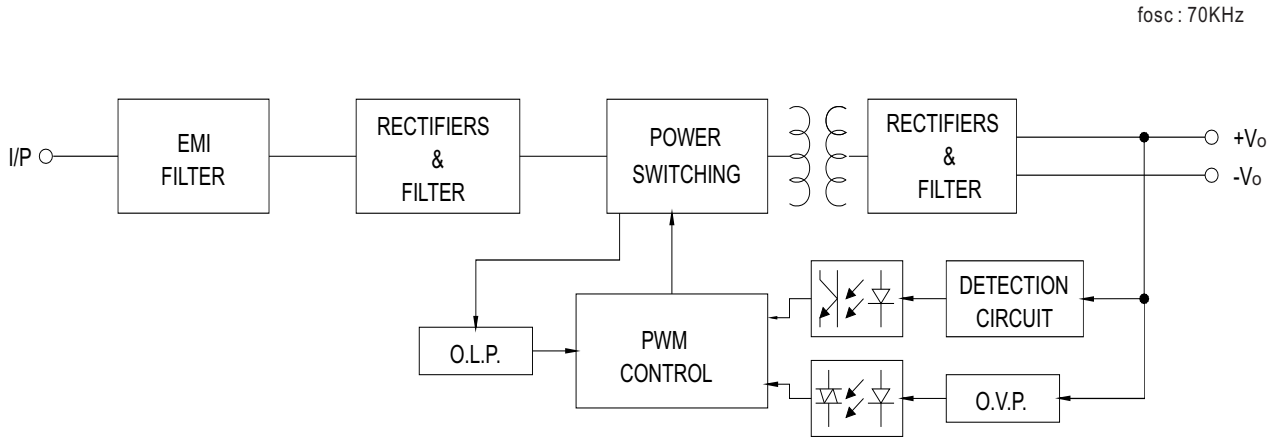 fosc : 70KHz
I/P
EMI
FILTER
RECTIFIERS
&
FILTER
POWER
SWITCHING
RECTIFIERS
&
FILTER
+Vo
-Vo
O.L.P.
PWM
CONTROL
DETECTION
CIRCUIT
O.V.P.